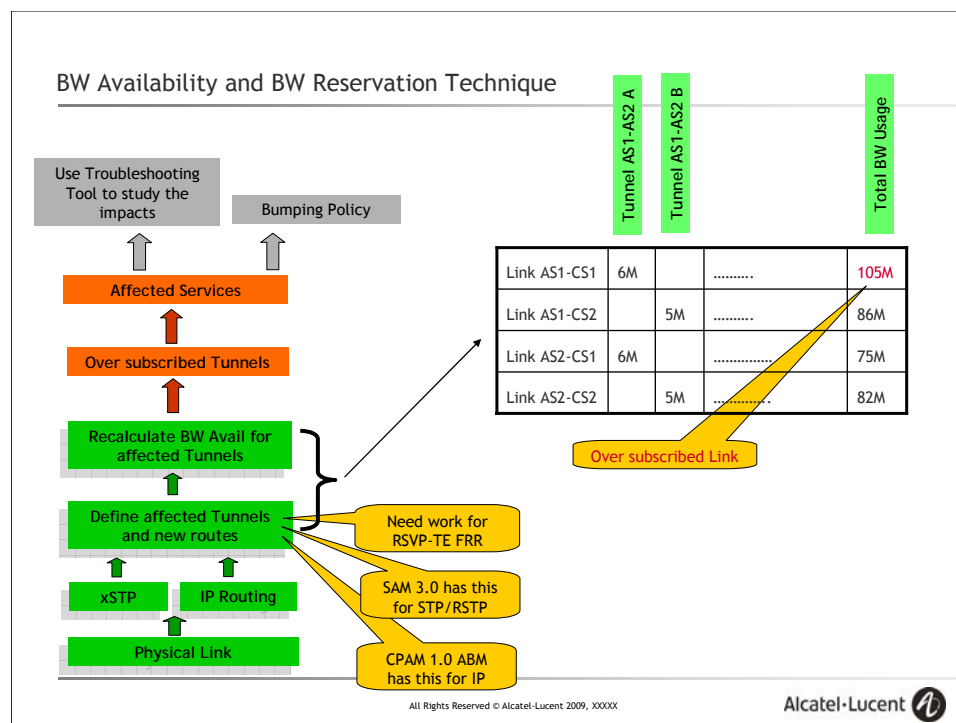 BW Availability and BW Reservation Technique
Tunnel AS1-AS2 A
Tunnel AS1-AS2 B
Total BW Usage
Use Troubleshooting
Tool to study the
impacts
Bumping Policy
Affected Services
Over subscribed Tunnels
Recalculate BW Avail for
affected Tunnels
Define affected Tunnels
and new routes
xSTP
IP Routing
Physical Link
Link AS1-CS1 6M ………. 105M
Link AS1-CS2 5M ………. 86M
Link AS2-CS1 6M …………… 75M
Link AS2-CS2 5M …………. 82M
Over subscribed Link
Need work for
RSVP-TE FRR
SAM 3.0 has this
for STP/RSTP
CPAM 1.0 ABM
has this for IP
All Rights Reserved © Alcatel-Lucent 2009, XXXXX
Alcatel·Lucent